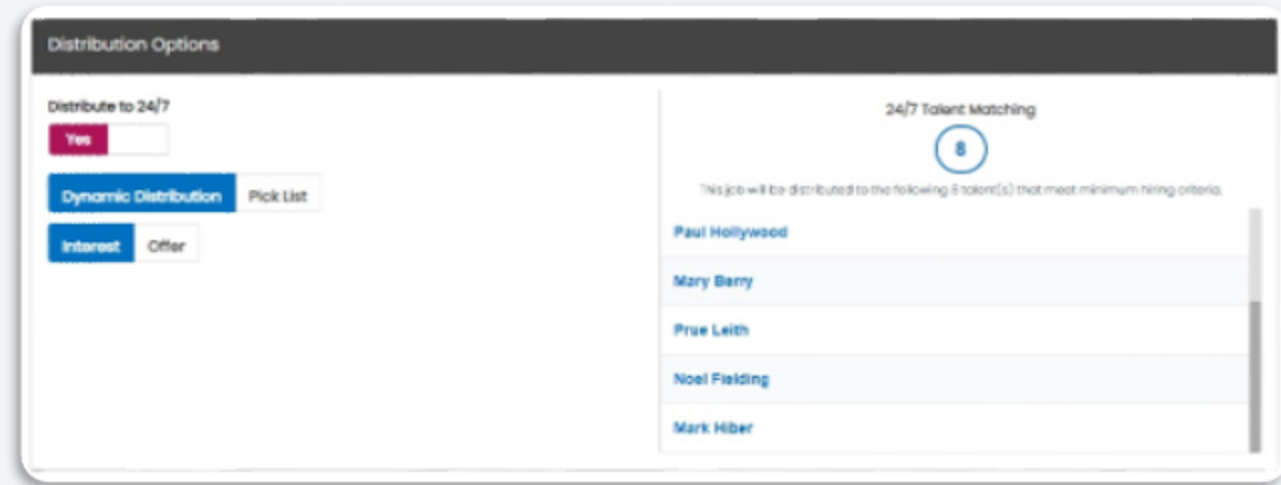 Distribution Options
Distribute to 24/7
Yes
Dynamic Distribution Pick List
Interest Offer
24/7 Talent Matching
8
This job will be distributed to the following 8 talent(s) that meet minimum hiring criteria.
Paul Hollywood
Mary Berry
Prue Leith
Noel Fielding
Mark Hiber